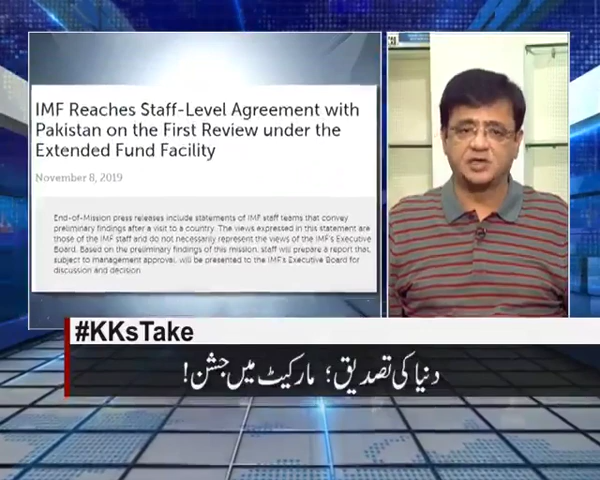 IMF Reaches Staff-Level Agreement with
Pakistan on the First Review under the
Extended Fund Facility
November 8, 2019
End-of-Mission press releases include statements of IMF staff teams that convey
preliminary findings after a visit to a country. The views expressed in this statement are
those of the IMF staff and do not necessarily represent the views of the IMF's Executive
Board. Based on the preliminary findings of this mission, staff will prepare a report that,
subject to management approval, will be presented to the IMF's Executive Board for
discussion and decision.
#KKsTake
دنیا کی تصدیق؛ مارکیٹ میں جشن!